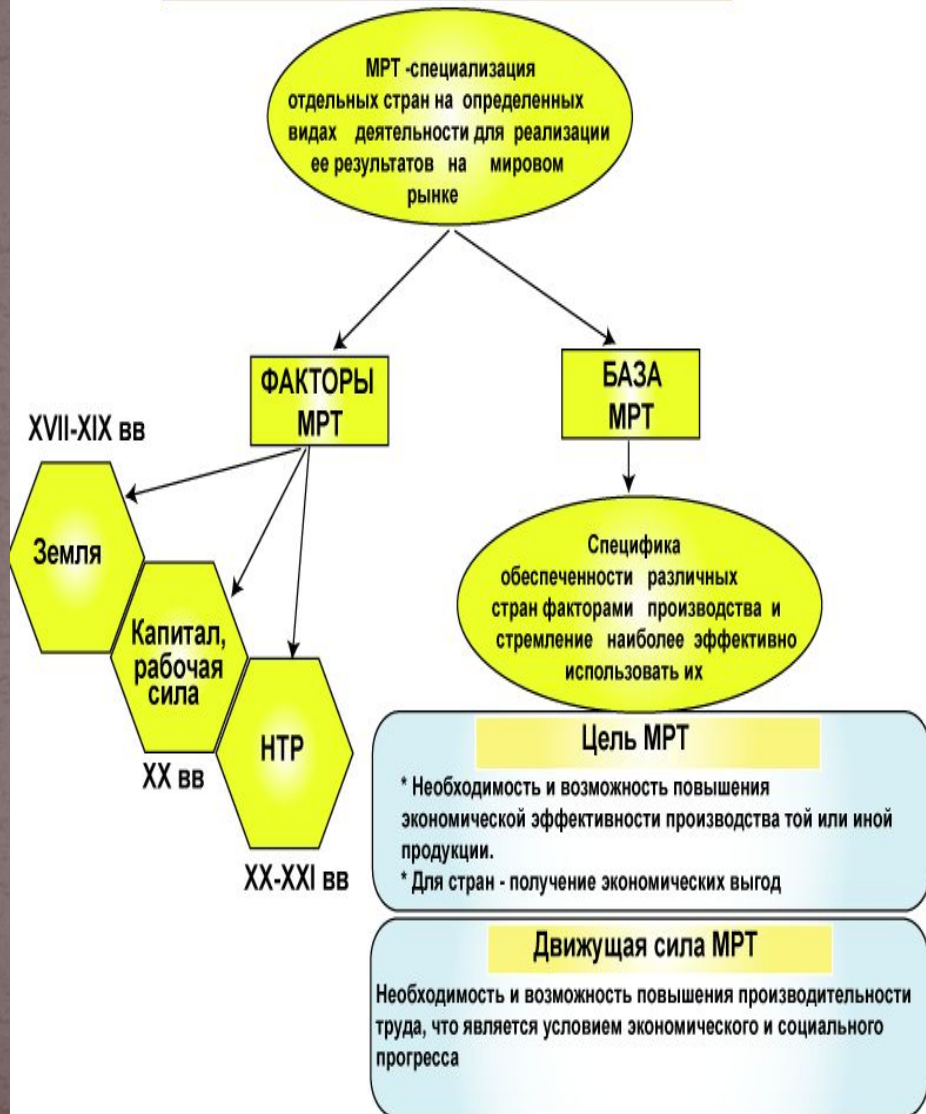 МРТ -специализация
отдельных стран на определенных
видах деятельности для реализации
ее результатов на мировом
рынке
ФАКТОРЫ
МРТ
БАЗА
МРТ
XVII-XIX вв
Земля
Капитал,
рабочая
сила
XX вв
НТР
XX-XXI вв
Специфика
обеспеченности различных
стран факторами производства и
стремление наиболее эффективно
использовать их
Цель МРТ
* Необходимость и возможность повышения
экономической эффективности производства той или иной
продукции.
* Для стран - получение экономических выгод
Движущая сила МРТ
Необходимость и возможность повышения производительности
труда, что является условием экономического и социального
прогресса